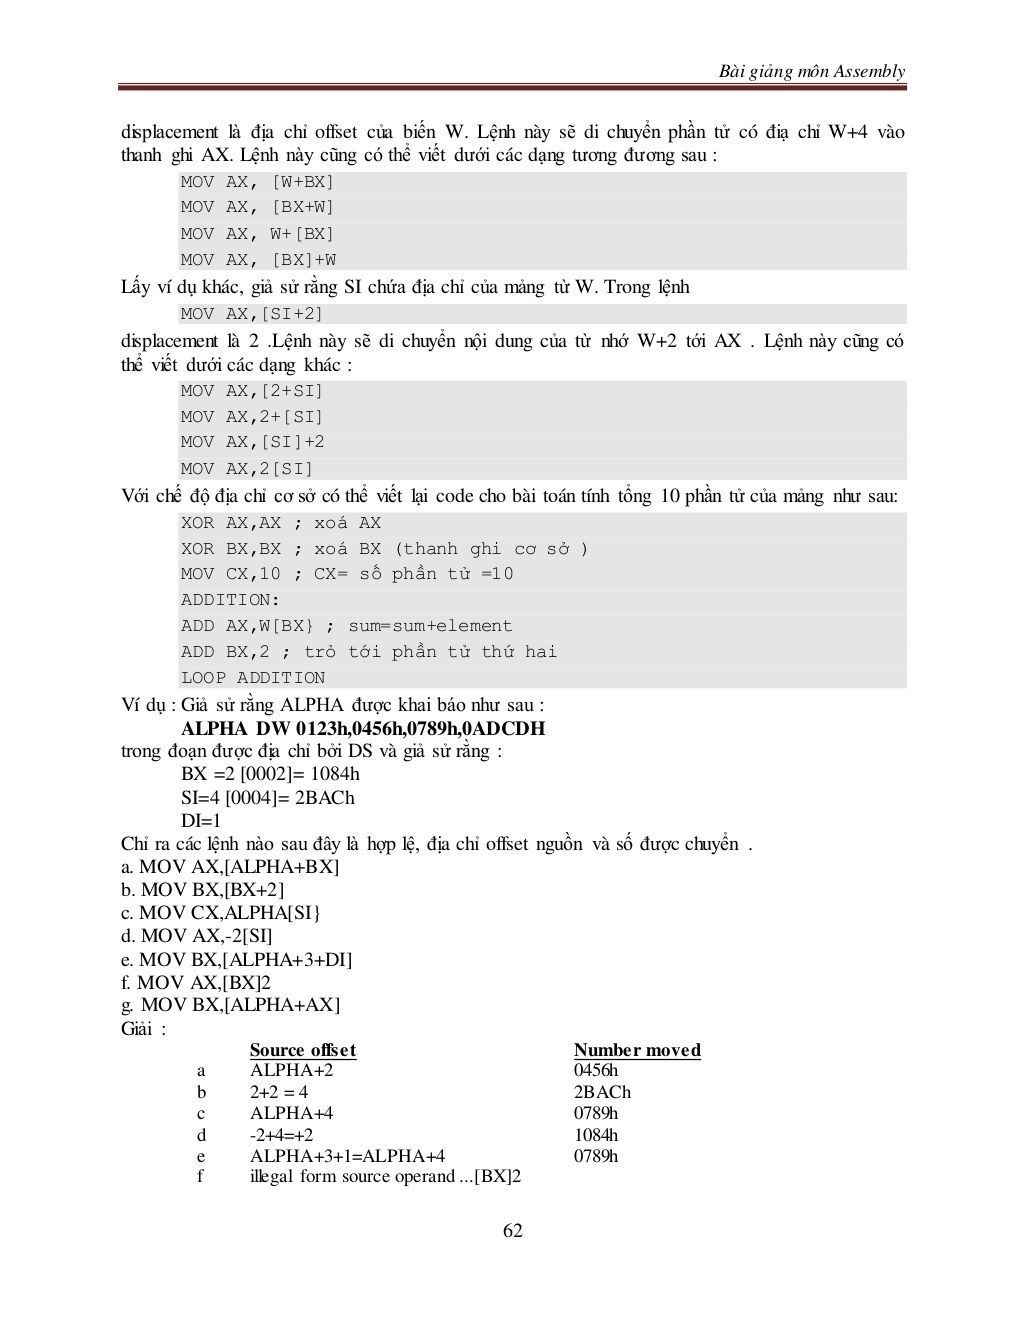 Bài giảng môn Assembly
displacement là địa chỉ offset của biến W. Lệnh này sẽ di chuyển phần tử có điạ chỉ W+4 vào
thanh ghi AX. Lệnh này cũng có thể viết dưới các dạng tương đương sau :
MOV AX, [W+BX]
MOV AX, [BX+W]
MOV AX, W+[BX]
MOV AX, [BX]+W
Lấy ví dụ khác, giả sử rằng SI chứa địa chỉ của mảng từ W. Trong lệnh
MOV AX,[SI+2]
displacement là 2 .Lệnh này sẽ di chuyển nội dung của từ nhớ W+2 tới AX . Lệnh này cũng có
thể viết dưới các dạng khác :
MOV AX,[2+SI]
MOV AX,2+[SI]
MOV AX,[SI]+2
MOV AX,2[SI]
Với chế độ địa chỉ cơ sở có thể viết lại code cho bài toán tính tổng 10 phần tử của mảng như sau:
XOR AX,AX ; xoá AX
XOR BX,BX ; xoá BX (thanh ghi cơ sở )
MOV CX,10 ; CX= số phần tử =10
ADDITION:
ADD AX,W[BX} ; sum=sum+element
ADD BX,2 ; trỏ tới phần tử thứ hai
LOOP ADDITION
Ví dụ : Giả sử rằng ALPHA được khai báo như sau :
ALPHA DW 0123h,0456h,0789h,0ADCDH
trong đoạn được địa chỉ bởi DS và giả sử rằng :
BX =2 [0002]= 1084h
SI=4 [0004]= 2BACh
DI=1
Chỉ ra các lệnh nào sau đây là hợp lệ, địa chỉ offset nguồn và số được chuyển .
a. MOV AX,[ALPHA+BX]
b. MOV BX,[BX+2]
c. MOV CX,ALPHA[SI}
d. MOV AX,-2[SI]
e. MOV BX,[ALPHA+3+DI]
f. MOV AX,[BX]2
g. MOV BX,[ALPHA+AX]
Giải :
Source offset Number moved
a ALPHA+2 0456h
b 2+2 = 4 2BACh
c ALPHA+4 0789h
d -2+4=+2 1084h
e ALPHA+3+1=ALPHA+4 0789h
f illegal form source operand ...[BX]2
62